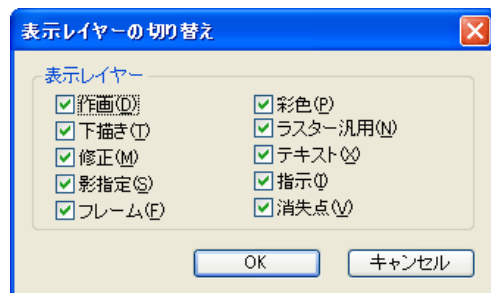 表示レイヤーの切り替え
表示レイヤー
作画(D)
下描き(T)
修正(M)
影指定(S)
フレーム(F)
彩色(P)
ラスター汎用(N)
テキスト(X)
指示(I)
消失点(V)
OK
キャンセル